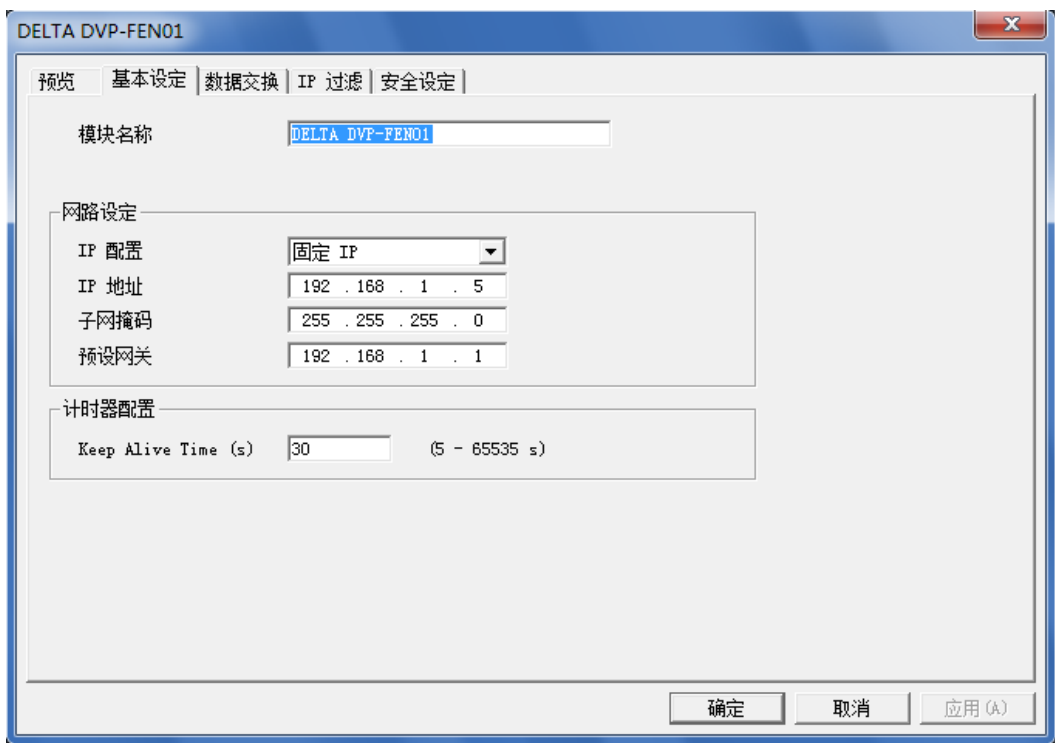 DELTA DVP-FEN01
预览 基本设定 数据交换 IP 过滤 安全设定
模块名称 DELTA DVP-FEN01
网路设定
IP 配置 固定 IP
IP 地址 192 . 168 . 1 . 5
子网掩码 255 . 255 . 255 . 0
预设网关 192 . 168 . 1 . 1
计时器配置
Keep Alive Time (s) 30 (5 - 65535 s)
确定 取消 应用(A)